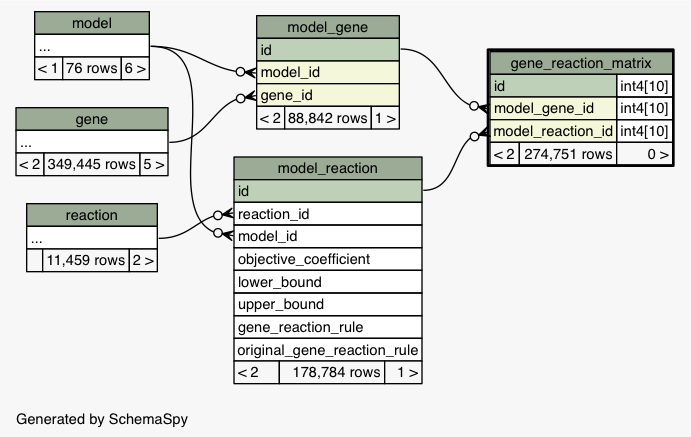 model
...
< 1 76 rows 6 >
gene
...
< 2 349,445 rows 5 >
reaction
...
11,459 rows 2 >
model_gene
id
model_id
gene_id
< 2 88,842 rows 1 >
model_reaction
id
reaction_id
model_id
objective_coefficient
lower_bound
upper_bound
gene_reaction_rule
original_gene_reaction_rule
< 2 178,784 rows 1 >
gene_reaction_matrix
id int4[10]
model_gene_id int4[10]
model_reaction_id int4[10]
< 2 274,751 rows 0 >
Generated by SchemaSpy